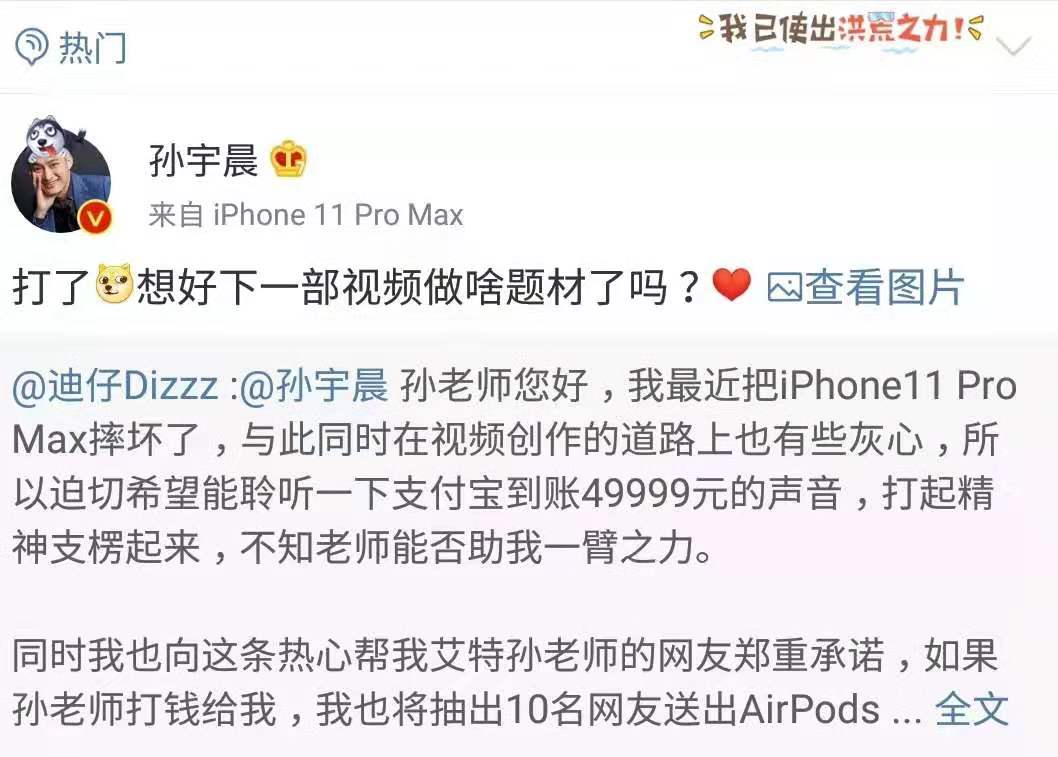 热门
我已使出洪荒之力!
孙宇晨
来自 iPhone 11 Pro Max
打了想好下一部视频做啥题材了吗？查看图片
@迪仔Dizzz :@孙宇晨 孙老师您好，我最近把iPhone11 Pro
Max摔坏了，与此同时在视频创作的道路上也有些灰心，所
以迫切希望能聆听一下支付宝到账49999元的声音，打起精
神支楞起来，不知老师能否助我一臂之力。
同时我也向这条热心帮我艾特孙老师的网友郑重承诺，如果
孙老师打钱给我，我也将抽出10名网友送出AirPods ... 全文